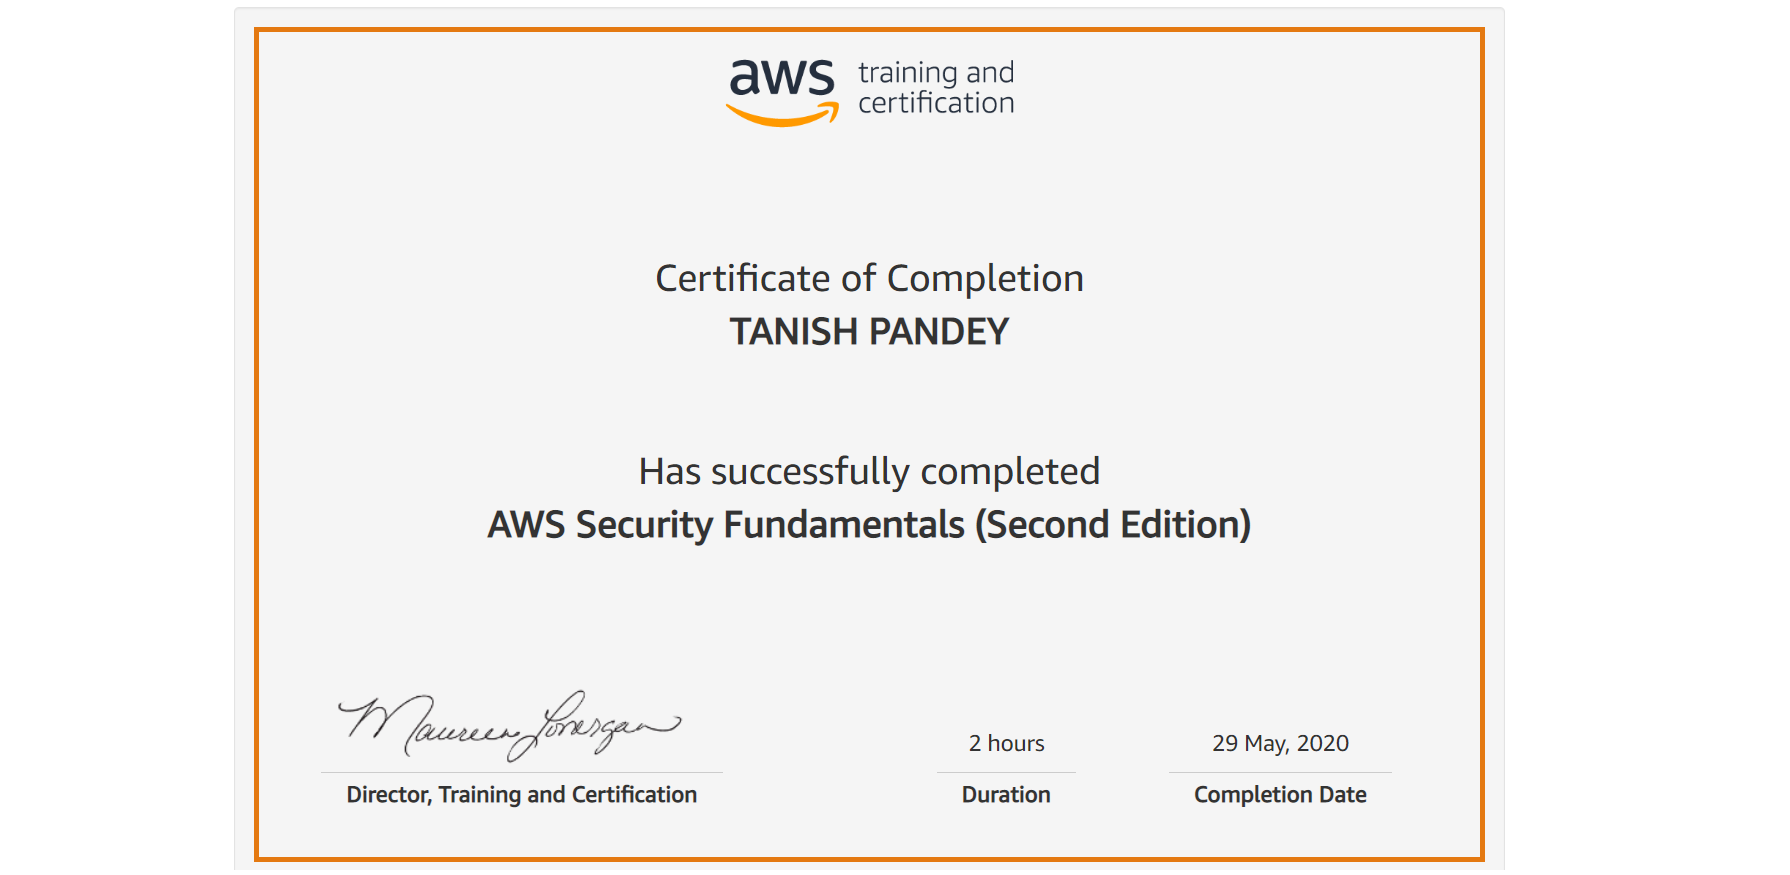 aws
training and
certification
Certificate of Completion
TANISH PANDEY
Has successfully completed
AWS Security Fundamentals (Second Edition)
Maureen Lonergan
2 hours
29 May, 2020
Director, Training and Certification
Duration
Completion Date